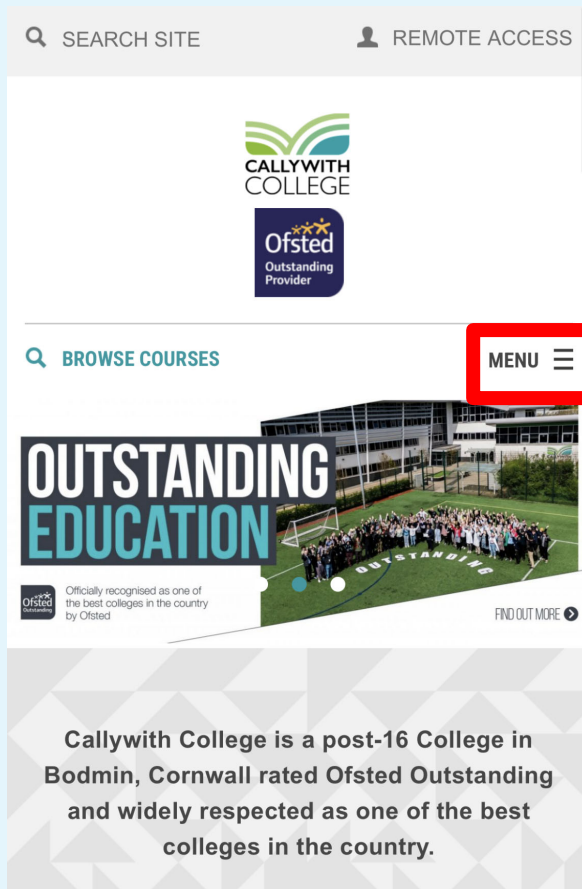 SEARCH SITE
REMOTE ACCESS
CALLYWITH
COLLEGE
Ofsted
Outstanding
Provider
BROWSE COURSES
MENU
OUTSTANDING
EDUCATION
OUTSTANDING
Ofsted
Outstanding
Officially recognised as one of
the best colleges in the country
by Ofsted
FIND OUT MORE
Callywith College is a post-16 College in
Bodmin, Cornwall rated Ofsted Outstanding
and widely respected as one of the best
colleges in the country.